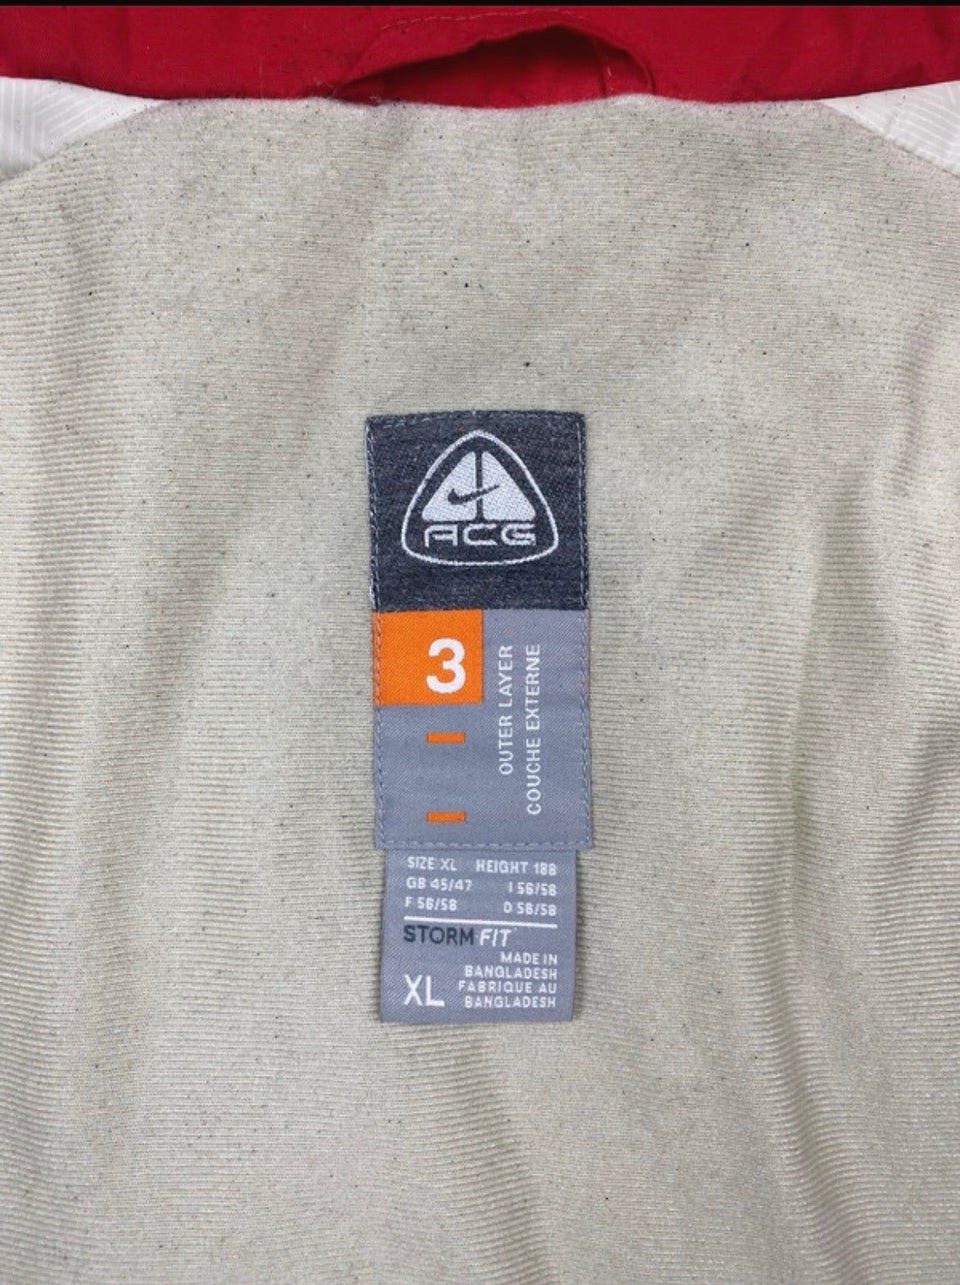 ACG
3
OUTER LAYER
COUCHE EXTERNE
SIZE XL HEIGHT 188
GB 45/47 I 56/58
F 56/58 D 56/58
STORM FIT
MADE IN
BANGLADESH
XL FABRIQUE AU
BANGLADESH